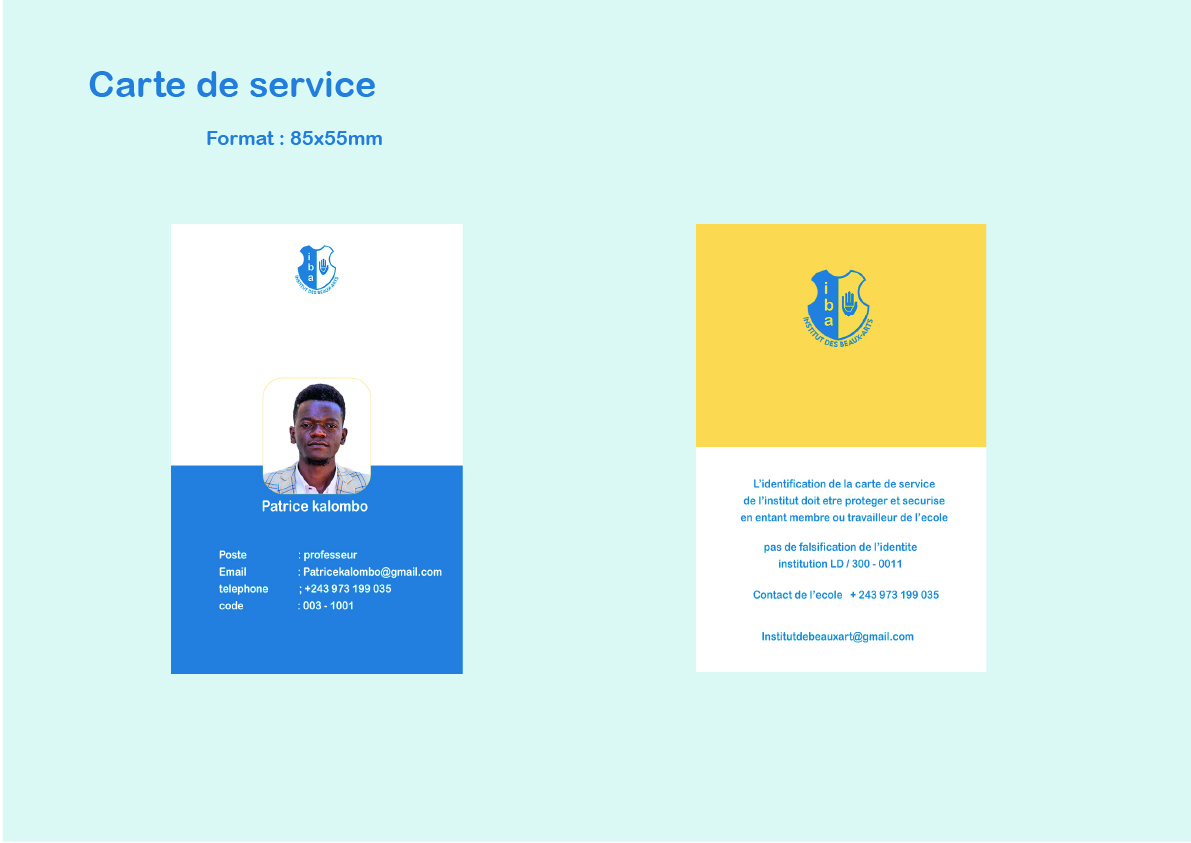 Carte de service
Format : 85x55mm
i
b
a
INSTITUT DES BEAUX-ARTS
Patrice kalombo
Poste : professeur
Email : Patricekalombo@gmail.com
telephone ; +243 973 199 035
code : 003 - 1001
i
b
a
INSTITUT DES BEAUX-ARTS
L'identification de la carte de service
de l'institut doit etre proteger et securise
en entant membre ou travailleur de l'ecole
pas de falsification de l'identite
institution LD / 300 - 0011
Contact de l'ecole + 243 973 199 035
Institutdebeauxart@gmail.com